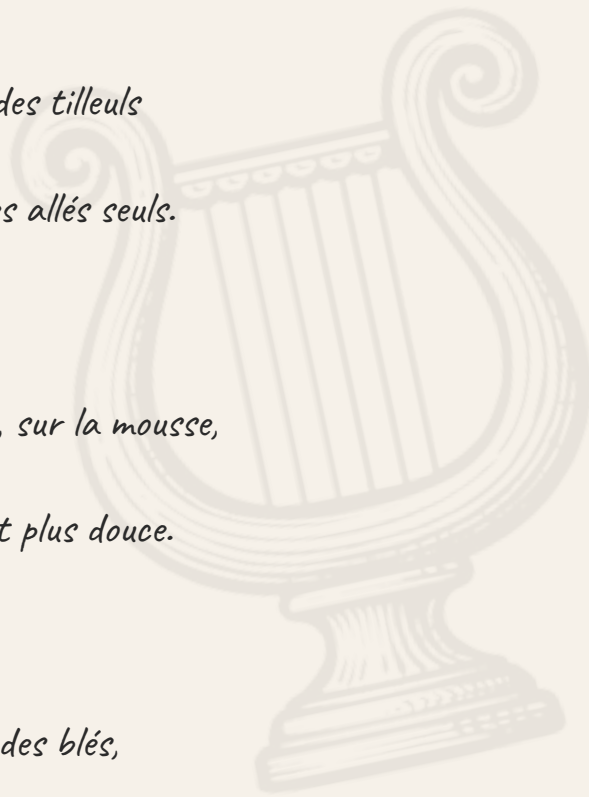 des tilleuls
allés seuls.
sur la mousse,
plus douce.
des blés,